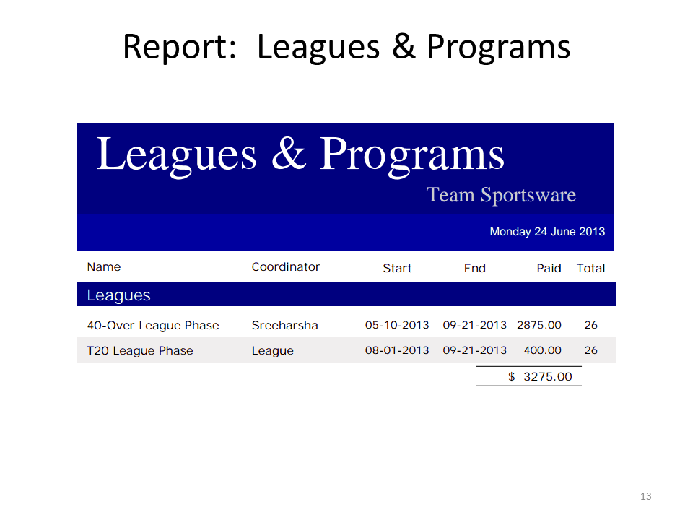 Report:  Leagues & Programs
Leagues & Programs
Team Sportsware
Monday 24 June 2013
Name Coordinator Start End Paid Total
Leagues
40-Over League Phase Sreeharsha 05-10-2013 09-21-2013 2875.00 26
T20 League Phase League 08-01-2013 09-21-2013 400.00 26
$ 3275.00
13